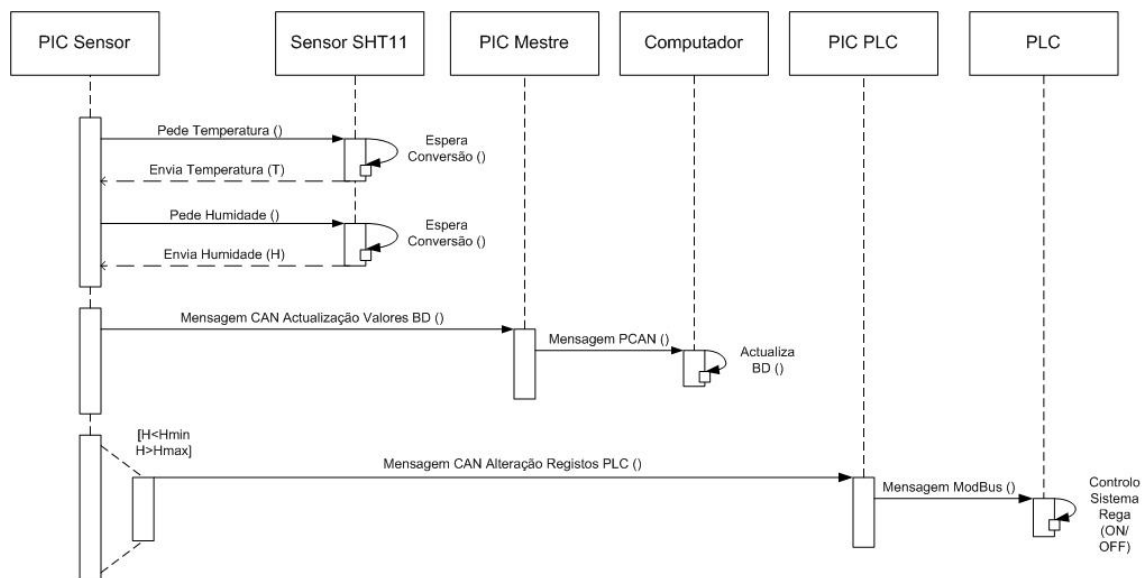 PIC Sensor
Sensor SHT11
PIC Mestre
Computador
PIC PLC
PLC
Pede Temperatura ()
Espera
Conversão ()
Envia Temperatura (T)
Pede Humidade ()
Espera
Conversão ()
Envia Humidade (H)
Mensagem CAN Actualização Valores BD ()
Mensagem PCAN ()
Actualiza
BD ()
[H<Hmin
H>Hmax]
Mensagem CAN Alteração Registos PLC ()
Mensagem ModBus ()
Controlo
Sistema
Rega
(ON/
OFF)